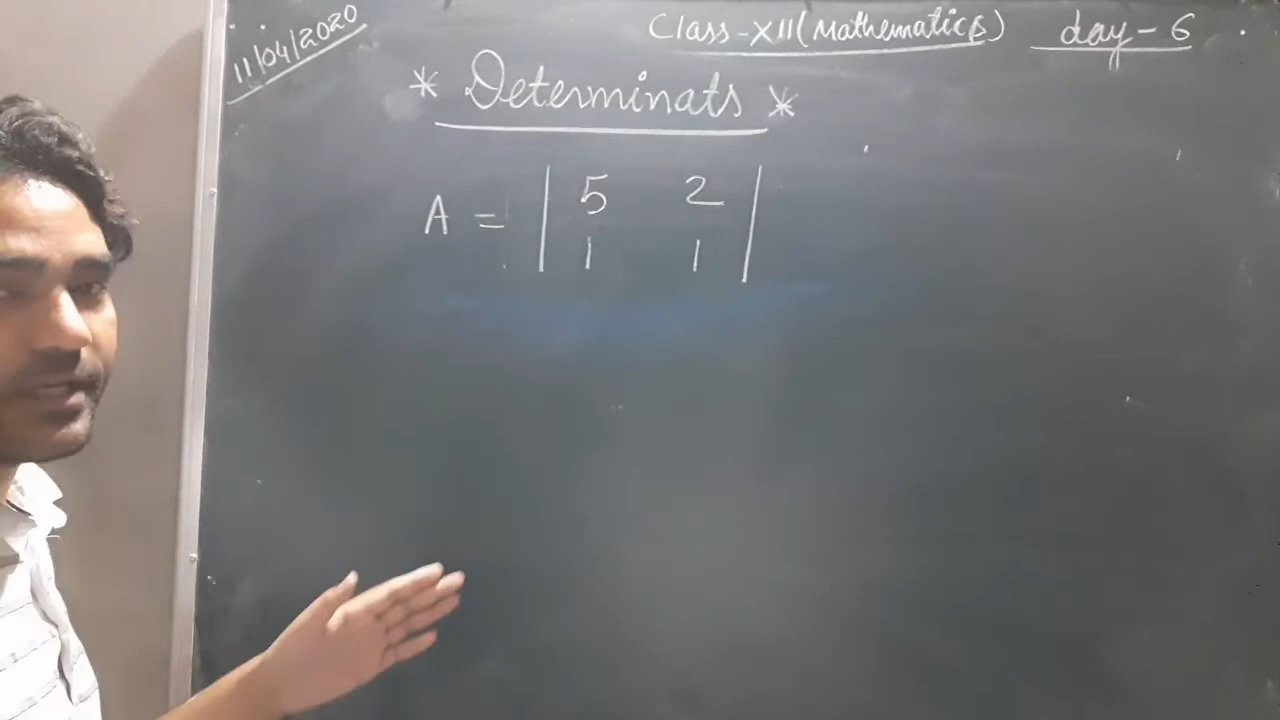 11/04/2020
Class-XII (Mathematics) day-6
* Determinats *
A = | 5 2 |
| 1 1 |